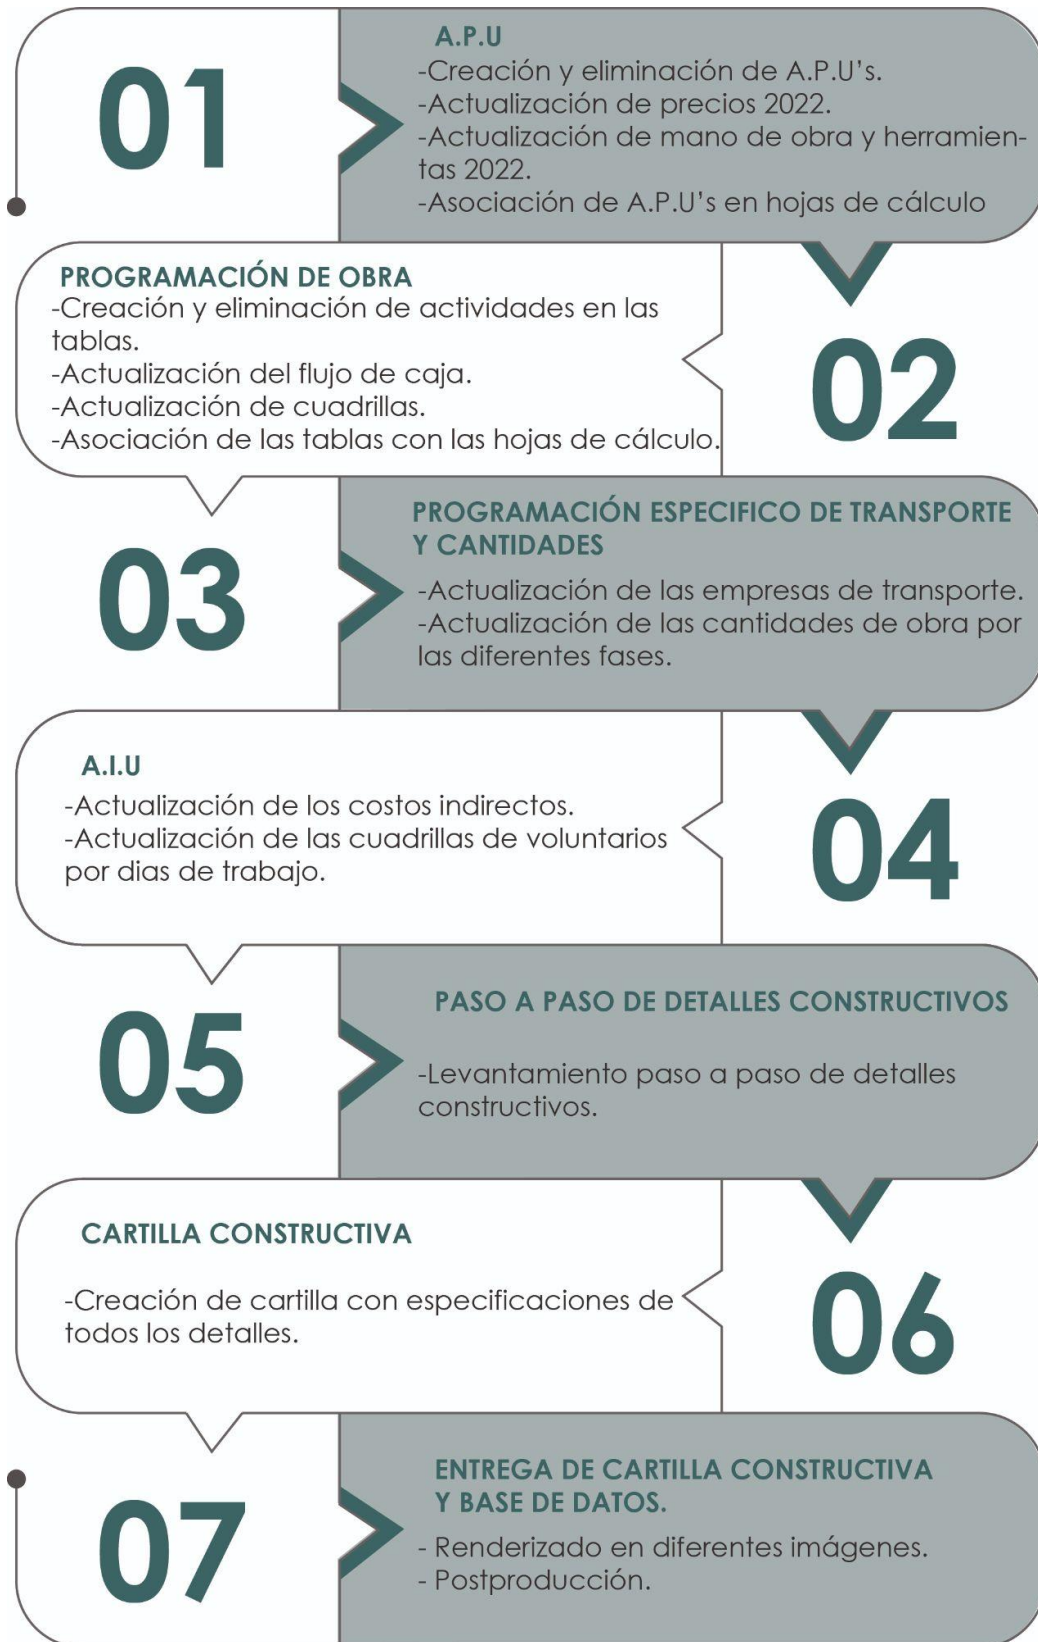 01
A.P.U
-Creación y eliminación de A.P.U's.
-Actualización de precios 2022.
-Actualización de mano de obra y herramien-
tas 2022.
-Asociación de A.P.U's en hojas de cálculo
PROGRAMACIÓN DE OBRA
-Creación y eliminación de actividades en las
tablas.
-Actualización del flujo de caja.
-Actualización de cuadrillas.
-Asociación de las tablas con las hojas de cálculo.
02
03
PROGRAMACIÓN ESPECIFICO DE TRANSPORTE
Y CANTIDADES
-Actualización de las empresas de transporte.
-Actualización de las cantidades de obra por
las diferentes fases.
A.I.U
-Actualización de los costos indirectos.
-Actualización de las cuadrillas de voluntarios
por dias de trabajo.
04
05
PASO A PASO DE DETALLES CONSTRUCTIVOS
-Levantamiento paso a paso de detalles
constructivos.
CARTILLA CONSTRUCTIVA
-Creación de cartilla con especificaciones de
todos los detalles.
06
07
ENTREGA DE CARTILLA CONSTRUCTIVA
Y BASE DE DATOS.
- Renderizado en diferentes imágenes.
- Postproducción.